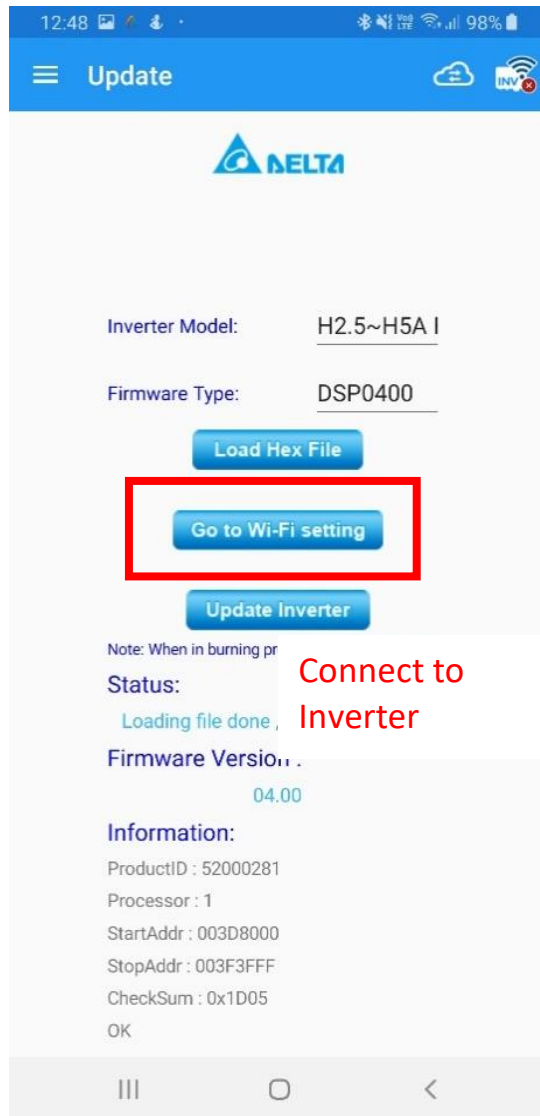 12:48 98%
Update
INV
DELTA
Inverter Model: H2.5~H5A I
Firmware Type: DSP0400
Load Hex File
Go to Wi-Fi setting
Update Inverter
Note: When in burning pr
Connect to
Inverter
Status:
Loading file done ,
Firmware Version :
04.00
Information:
ProductID : 52000281
Processor : 1
StartAddr : 003D8000
StopAddr : 003F3FFF
CheckSum : 0x1D05
OK